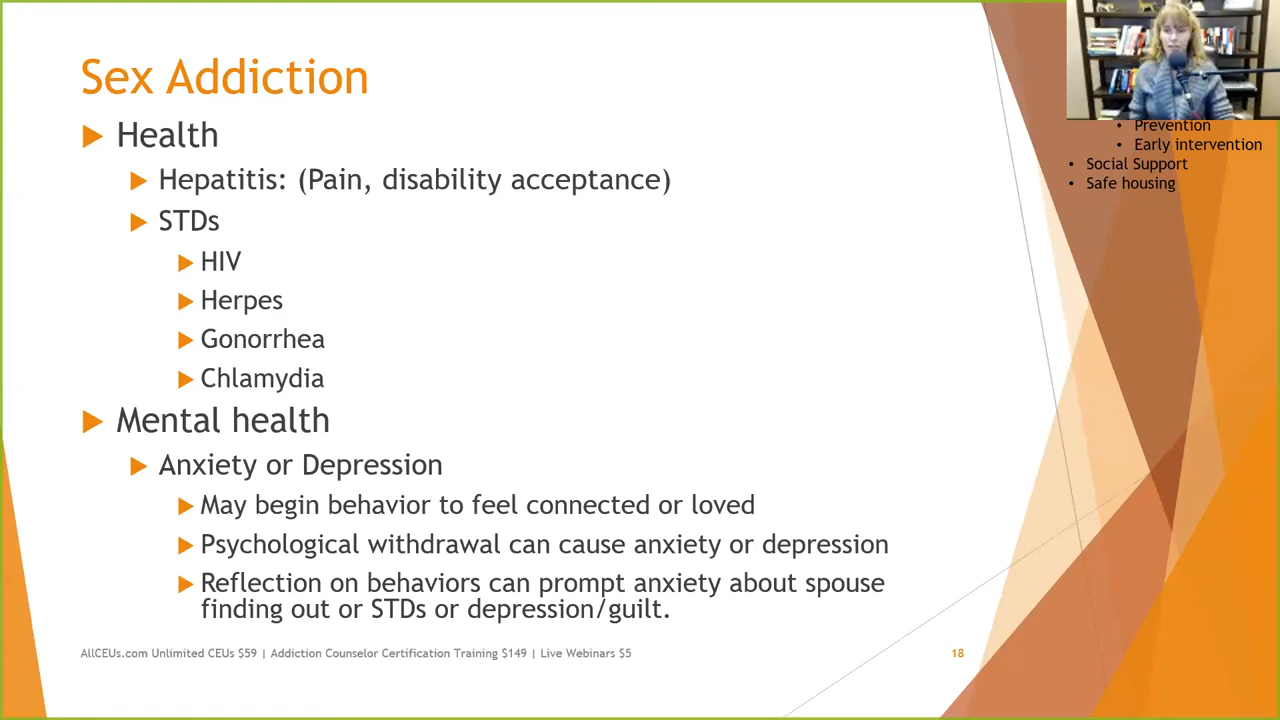 Sex Addiction
Health
Hepatitis: (Pain, disability acceptance)
STDs
HIV
Herpes
Gonorrhea
Chlamydia
Mental health
Anxiety or Depression
May begin behavior to feel connected or loved
Psychological withdrawal can cause anxiety or depression
Reflection on behaviors can prompt anxiety about spouse
finding out or STDs or depression/guilt.
Prevention
Early intervention
Social Support
Safe housing
AllCEUs.com Unlimited CEUs $59 | Addiction Counselor Certification Training $149 | Live Webinars $5
18